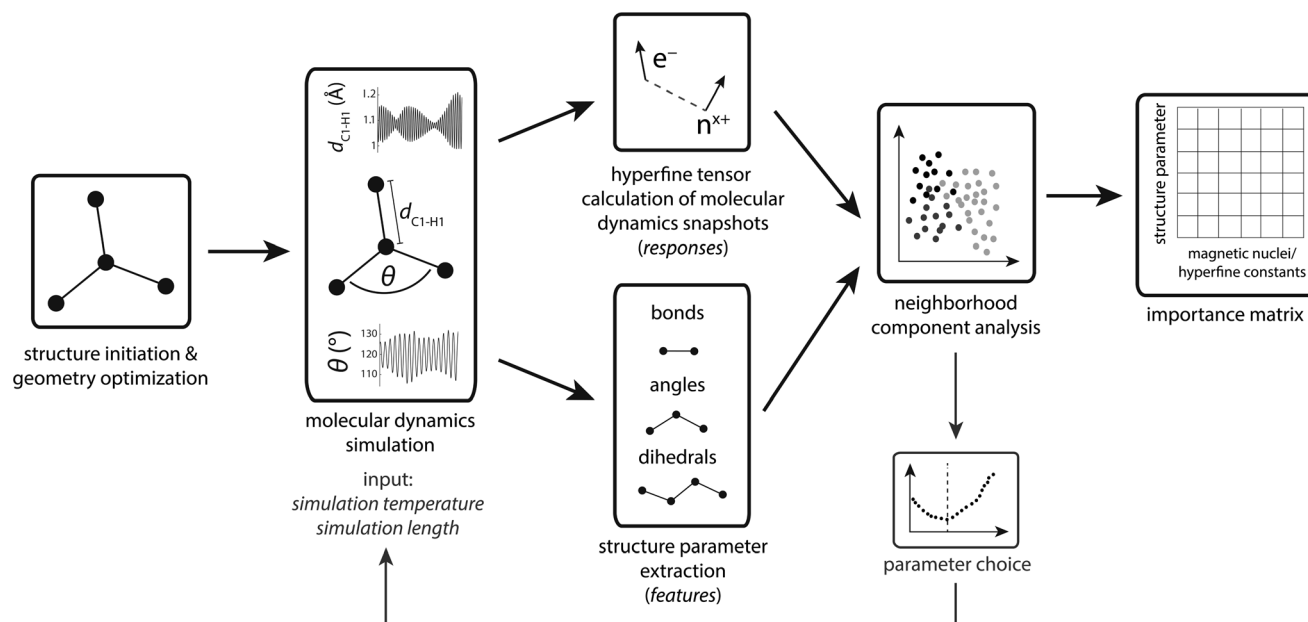 structure initiation &
geometry optimization
d C1-H1 (Å)
1.2
1.1
1
d C1-H1
θ
θ (°)
130
120
110
molecular dynamics
simulation
input:
simulation temperature
simulation length
e−
n x+
hyperfine tensor
calculation of molecular
dynamics snapshots
(responses)
bonds
angles
dihedrals
structure parameter
extraction
(features)
neighborhood
component analysis
parameter choice
structure parameter
magnetic nuclei/
hyperfine constants
importance matrix